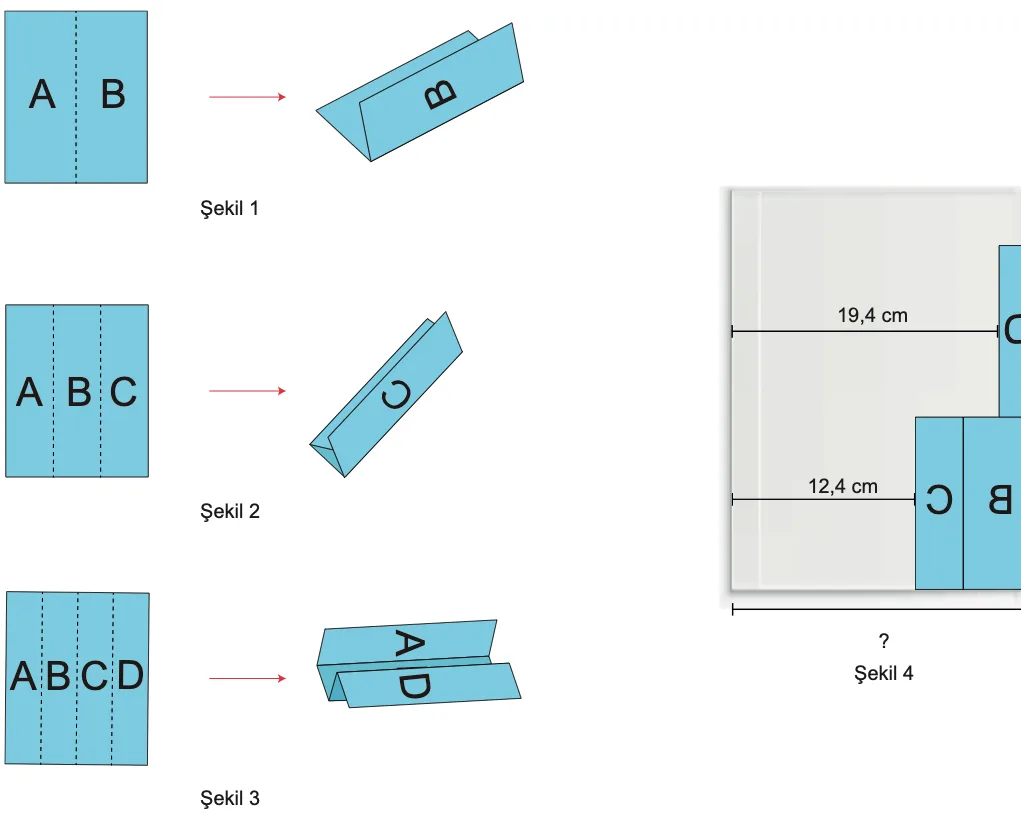 A B
B
Şekil 1
A B C
C
Şekil 2
A B C D
A
D
Şekil 3
19,4 cm
12,4 cm
C B
?
Şekil 4